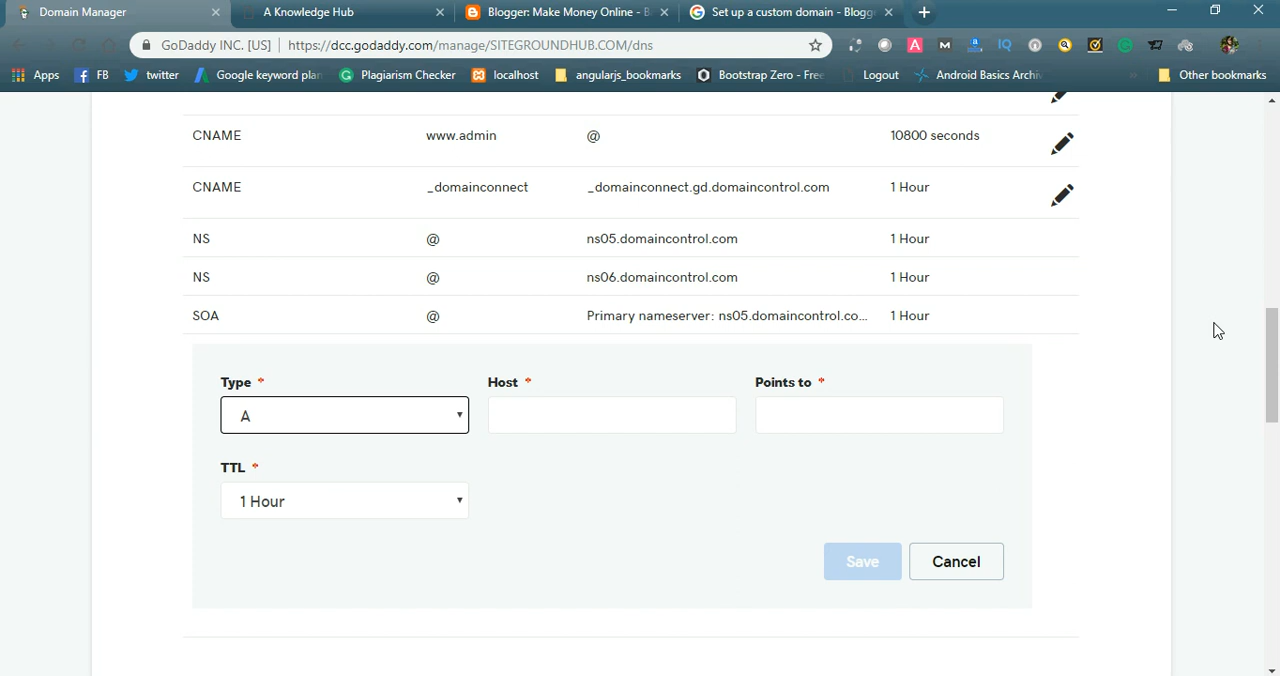 Domain Manager
A Knowledge Hub
Blogger: Make Money Online - B
Set up a custom domain - Blogge
GoDaddy INC. [US] https://dcc.godaddy.com/manage/SITEGROUNDHUB.COM/dns
Apps FB twitter Google keyword plan Plagiarism Checker localhost angularjs_bookmarks Bootstrap Zero - Fre Logout Android Basics Archiv » Other bookmarks
CNAME www.admin @ 10800 seconds
CNAME _domainconnect _domainconnect.gd.domaincontrol.com 1 Hour
NS @ ns05.domaincontrol.com 1 Hour
NS @ ns06.domaincontrol.com 1 Hour
SOA @ Primary nameserver: ns05.domaincontrol.co... 1 Hour
Type * Host * Points to *
A
TTL *
1 Hour
Save Cancel